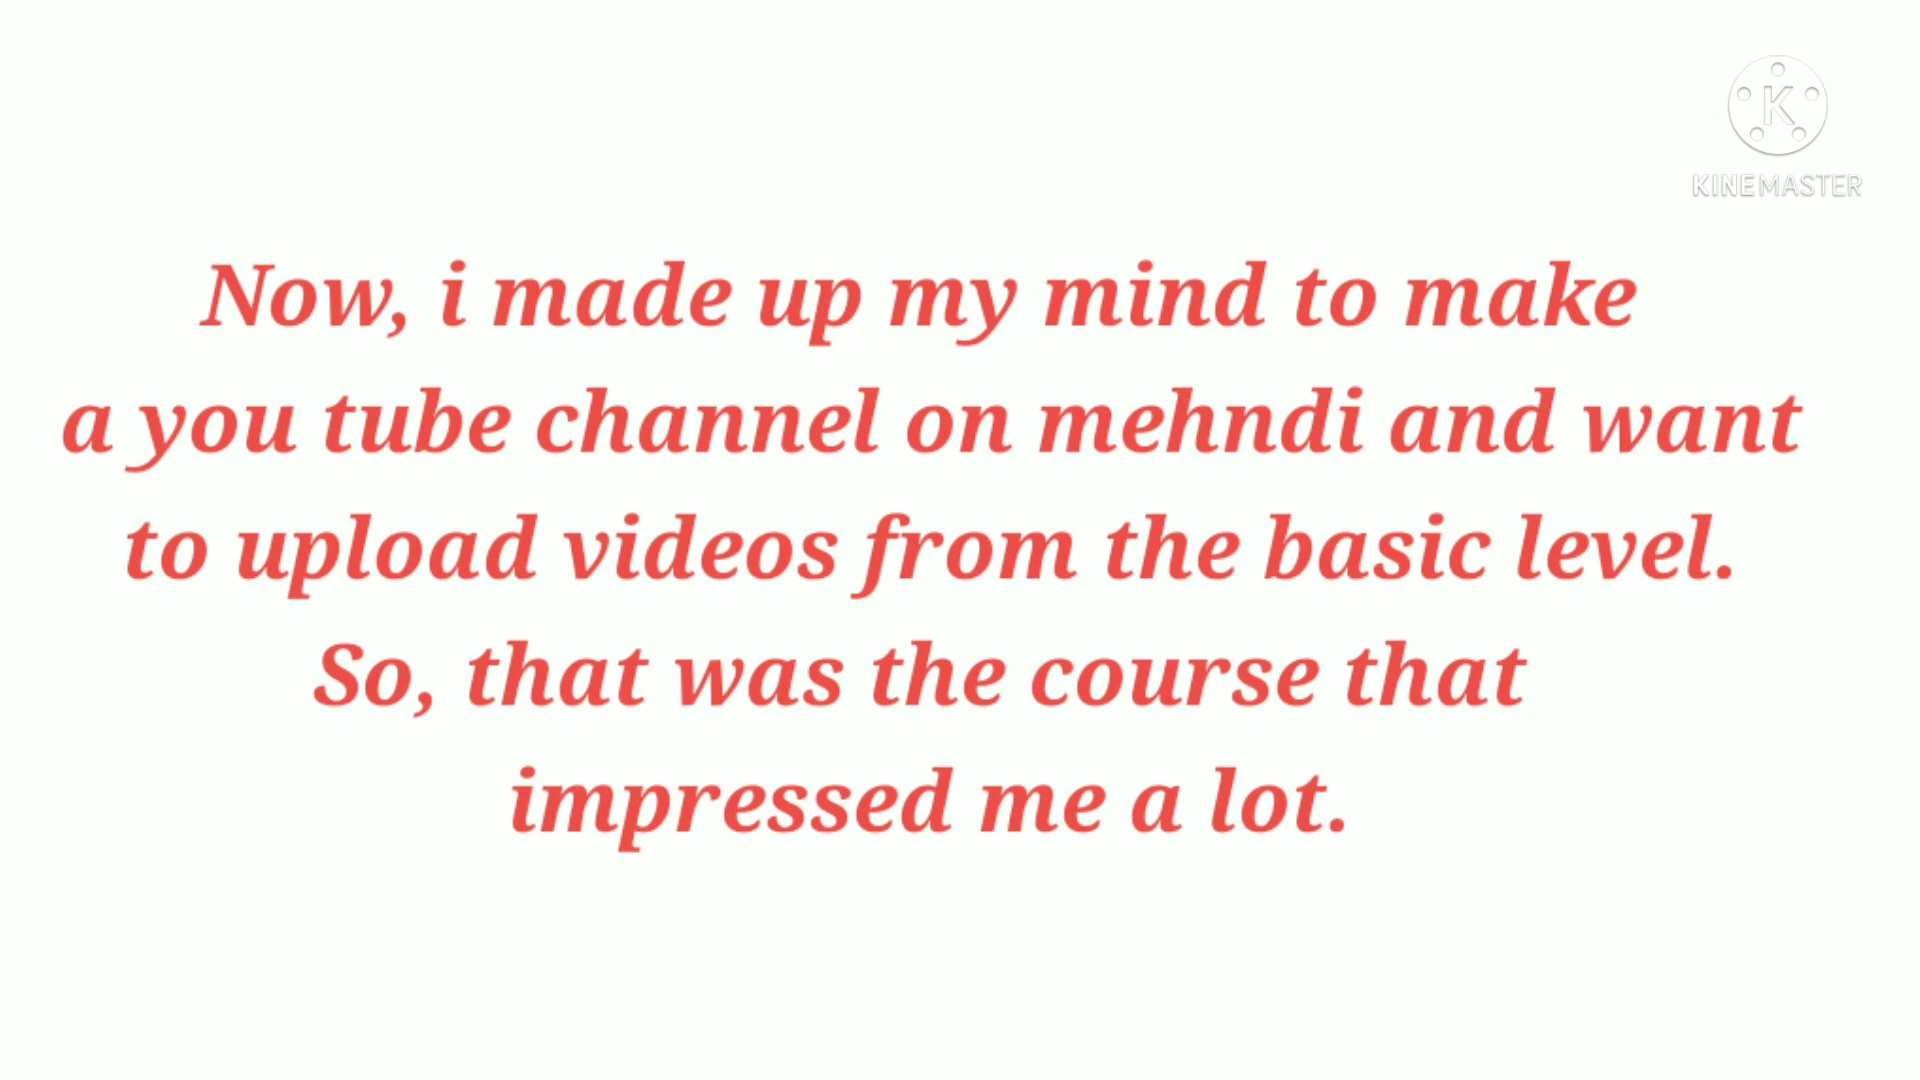 K
KINEMASTER
Now, i made up my mind to make
a you tube channel on mehndi and want
to upload videos from the basic level.
So, that was the course that
impressed me a lot.